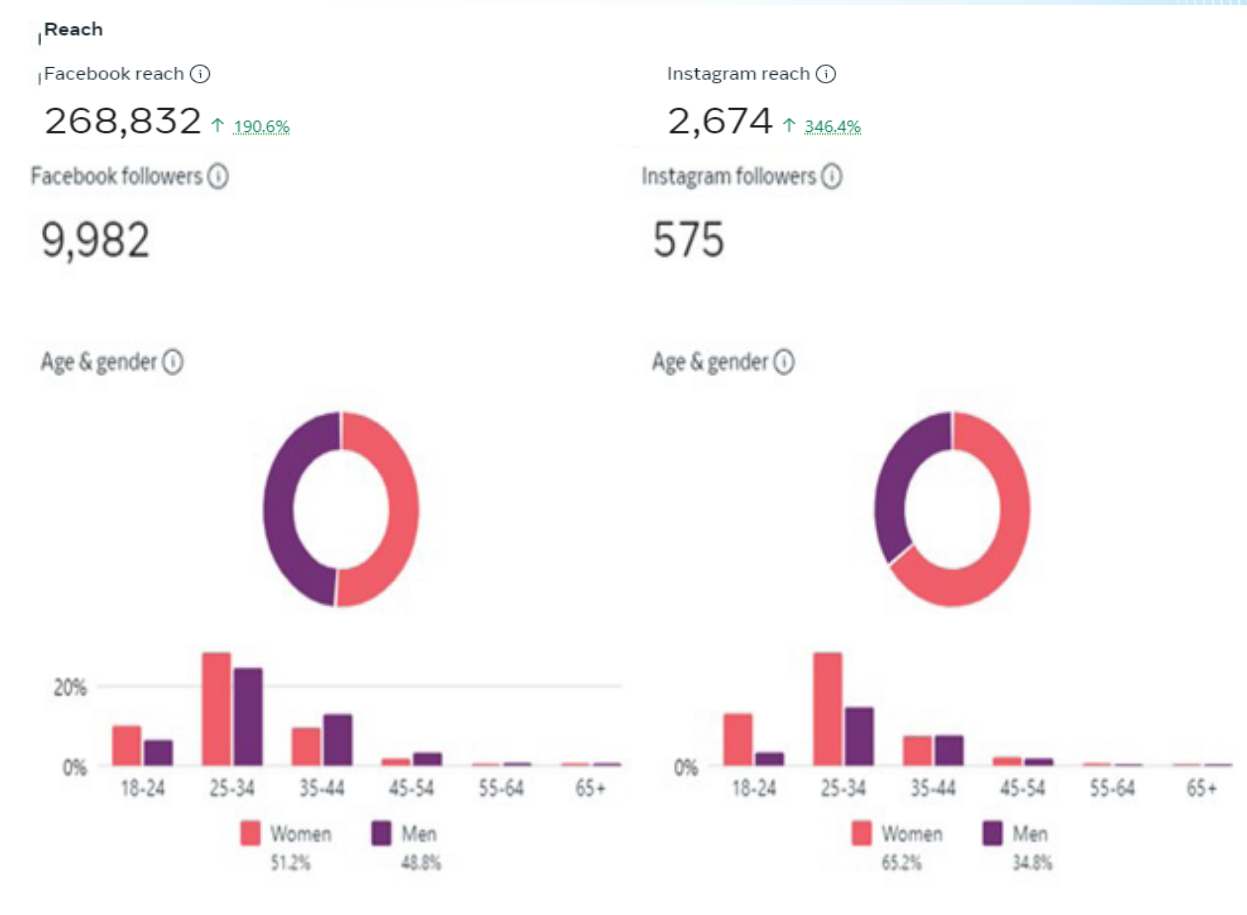 Reach
Facebook reach
268,832 ↑ 190.6%
Instagram reach
2,674 ↑ 346.4%
Facebook followers
9,982
Instagram followers
575
Age & gender
20%
0%
18-24 25-34 35-44 45-54 55-64 65+
Women Men
51.2% 48.8%
Age & gender
0%
18-24 25-34 35-44 45-54 55-64 65+
Women Men
65.2% 34.8%